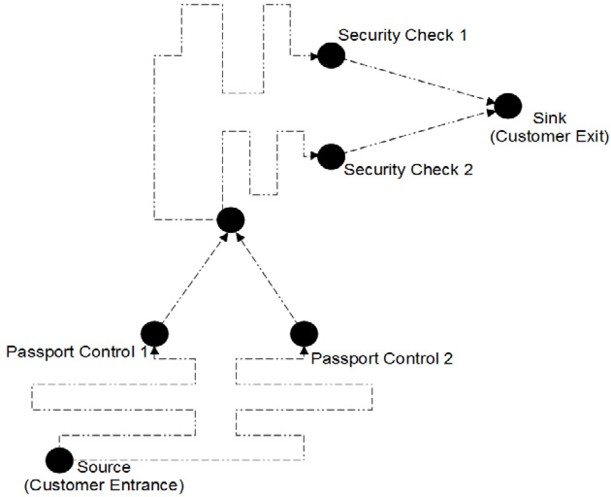 Security Check 1
Sink
(Customer Exit)
Security Check 2
Passport Control 1
Passport Control 2
Source
(Customer Entrance)